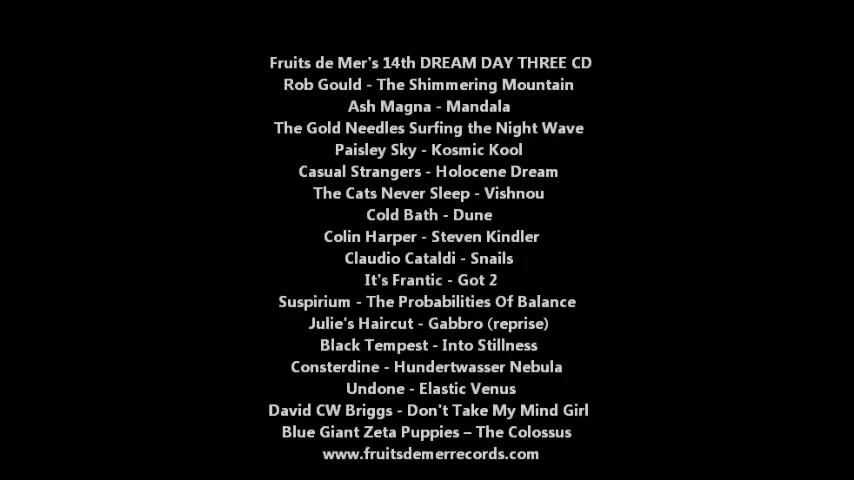 Fruits de Mer's 14th DREAM DAY THREE CD
Rob Gould - The Shimmering Mountain
Ash Magna - Mandala
The Gold Needles Surfing the Night Wave
Paisley Sky - Kosmic Kool
Casual Strangers - Holocene Dream
The Cats Never Sleep - Vishnou
Cold Bath - Dune
Colin Harper - Steven Kindler
Claudio Cataldi - Snails
It's Frantic - Got 2
Suspirium - The Probabilities Of Balance
Julie's Haircut - Gabbro (reprise)
Black Tempest - Into Stillness
Consterdine - Hundertwasser Nebula
Undone - Elastic Venus
David CW Briggs - Don't Take My Mind Girl
Blue Giant Zeta Puppies – The Colossus
www.fruitsdemerrecords.com